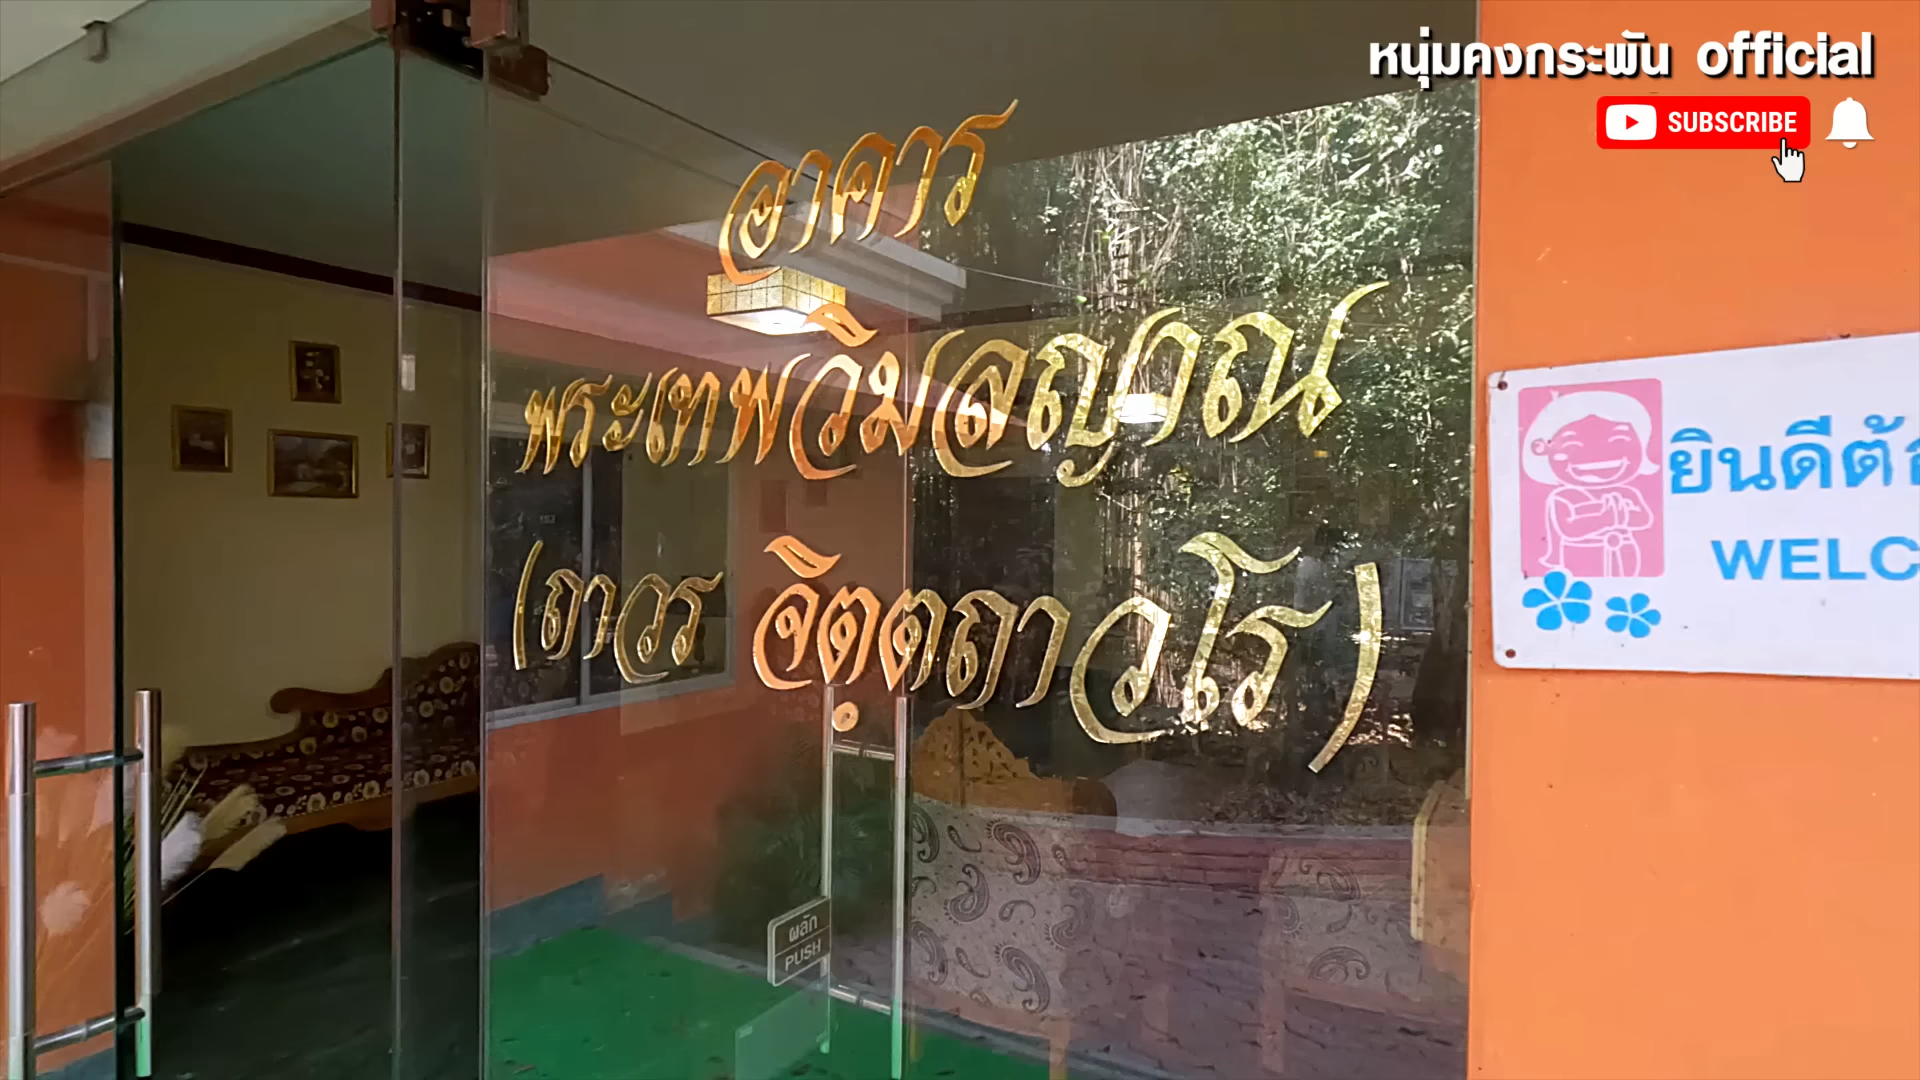 หนุ่มคงกระพัน official
SUBSCRIBE
อาคาร
พระเทพวิมลญาณ
(ถาวร จิตฺตถาวโร)
ยินดีต้
WELC
ผลัก
PUSH